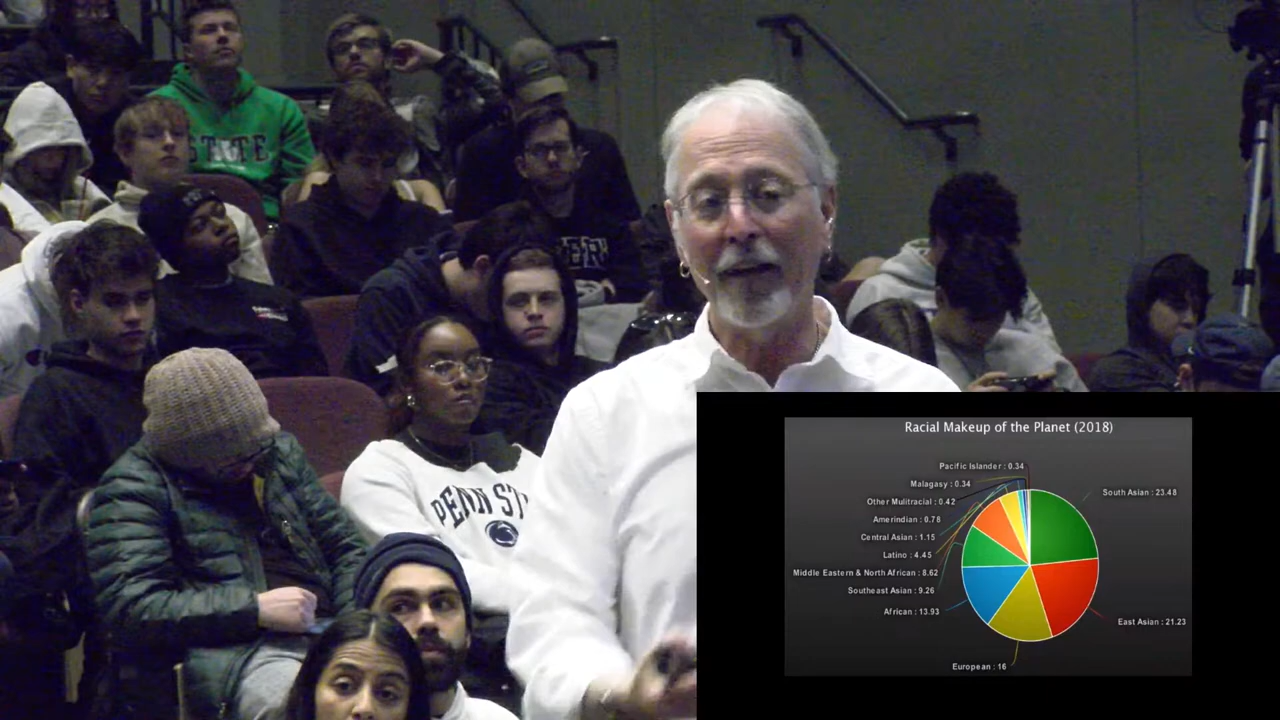 STATE
PENN ST
Racial Makeup of the Planet (2018)
Pacific Islander : 0.34
Malagasy : 0.34
Other Mulitracial : 0.42
Amerindian : 0.78
Central Asian : 1.15
Latino : 4.45
Middle Eastern & North African : 8.62
Southeast Asian : 9.26
African : 13.93
European : 16
South Asian : 23.48
East Asian : 21.23